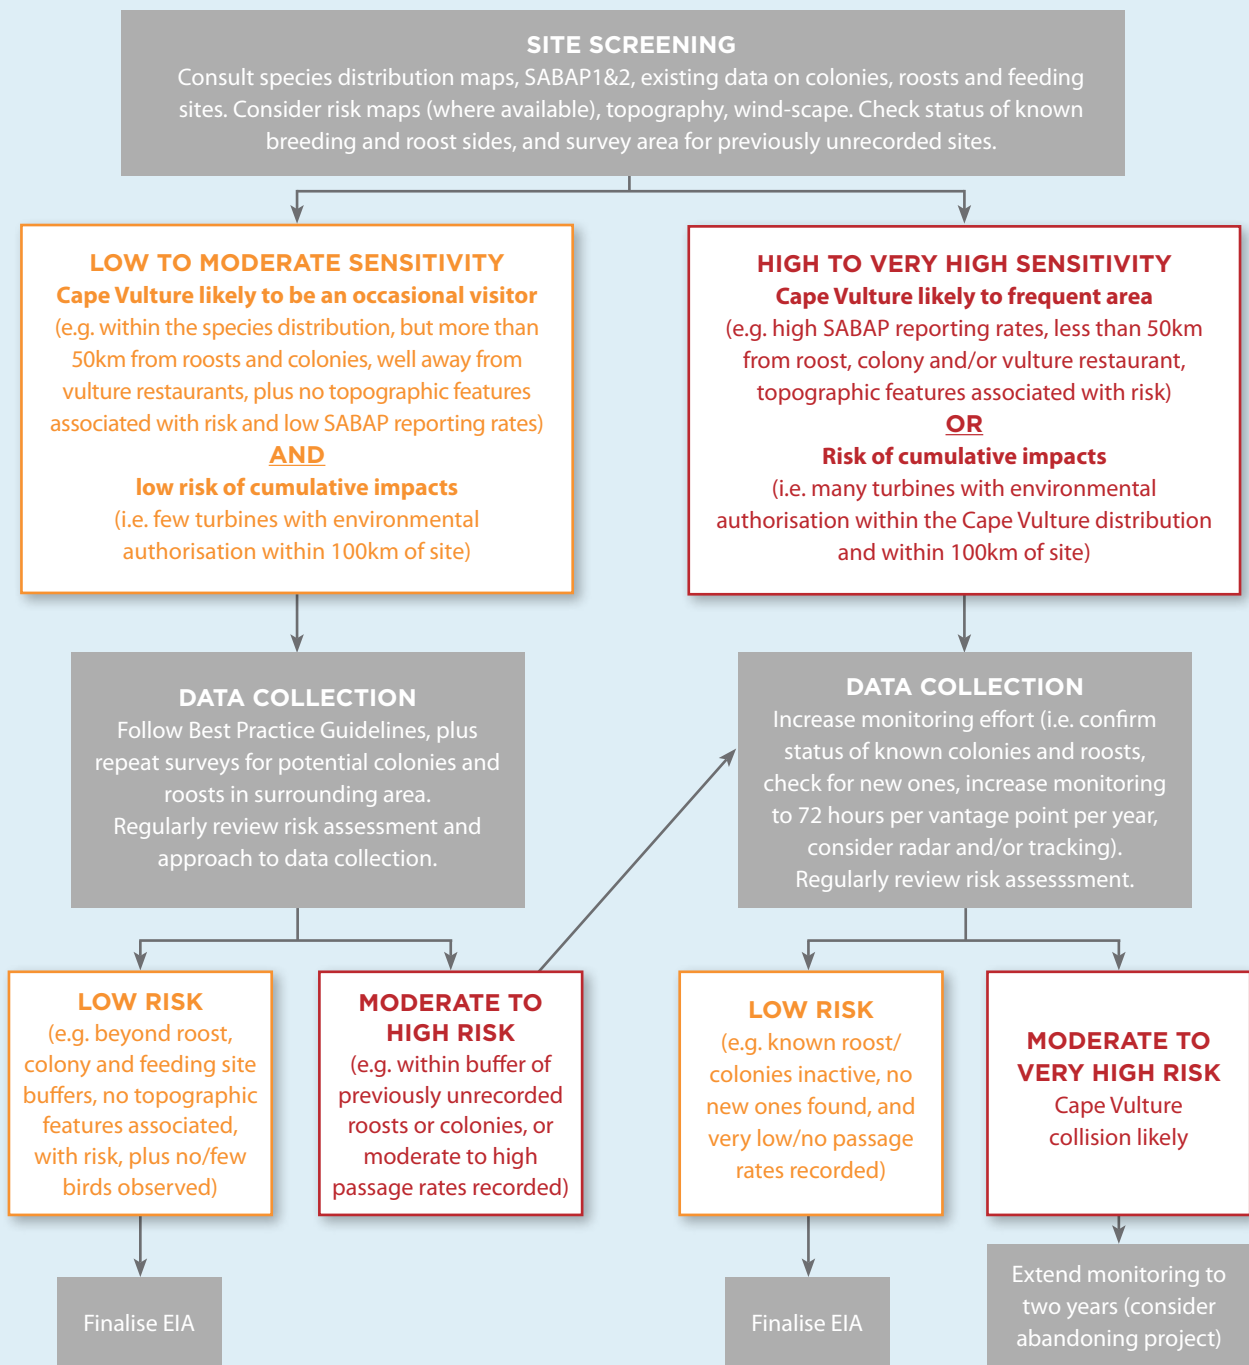 SITE SCREENING
Consult species distribution maps, SABAP1&2, existing data on colonies, roosts and feeding
sites. Consider risk maps (where available), topography, wind-scape. Check status of known
breeding and roost sides, and survey area for previously unrecorded sites.
LOW TO MODERATE SENSITIVITY
Cape Vulture likely to be an occasional visitor
(e.g. within the species distribution, but more than
50km from roosts and colonies, well away from
vulture restaurants, plus no topographic features
associated with risk and low SABAP reporting rates)
AND
low risk of cumulative impacts
(i.e. few turbines with environmental
authorisation within 100km of site)
HIGH TO VERY HIGH SENSITIVITY
Cape Vulture likely to frequent area
(e.g. high SABAP reporting rates, less than 50km
from roost, colony and/or vulture restaurant,
topographic features associated with risk)
OR
Risk of cumulative impacts
(i.e. many turbines with environmental
authorisation within the Cape Vulture distribution
and within 100km of site)
DATA COLLECTION
Follow Best Practice Guidelines, plus
repeat surveys for potential colonies and
roosts in surrounding area.
Regularly review risk assessment and
approach to data collection.
DATA COLLECTION
Increase monitoring effort (i.e. confirm
status of known colonies and roosts,
check for new ones, increase monitoring
to 72 hours per vantage point per year,
consider radar and/or tracking).
Regularly review risk assesssment.
LOW RISK
(e.g. beyond roost,
colony and feeding site
buffers, no topographic
features associated,
with risk, plus no/few
birds observed)
MODERATE TO
HIGH RISK
(e.g. within buffer of
previously unrecorded
roosts or colonies, or
moderate to high
passage rates recorded)
LOW RISK
(e.g. known roost/
colonies inactive, no
new ones found, and
very low/no passage
rates recorded)
MODERATE TO
VERY HIGH RISK
Cape Vulture
collision likely
Finalise EIA
Finalise EIA
Extend monitoring to
two years (consider
abandoning project)